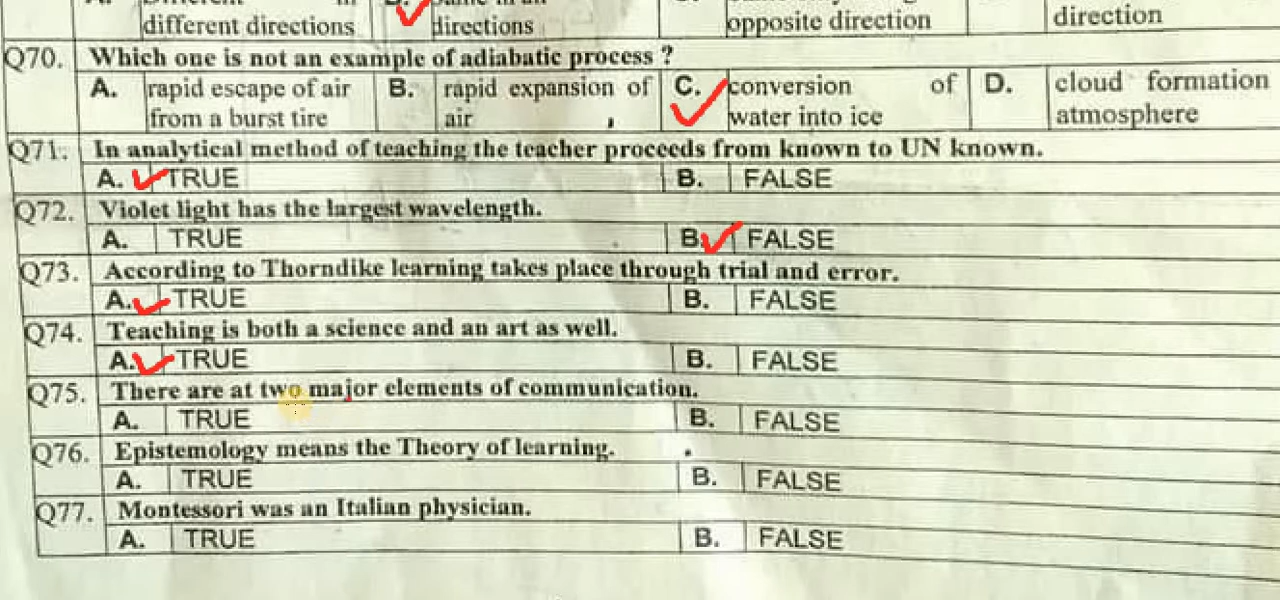 different directions directions opposite direction direction
Q70. Which one is not an example of adiabatic process ?
A. rapid escape of air from a burst tire B. rapid expansion of air C. conversion of water into ice D. cloud formation atmosphere
Q71. In analytical method of teaching the teacher proceeds from known to UN known.
A. TRUE B. FALSE
Q72. Violet light has the largest wavelength.
A. TRUE B. FALSE
Q73. According to Thorndike learning takes place through trial and error.
A. TRUE B. FALSE
Q74. Teaching is both a science and an art as well.
A. TRUE B. FALSE
Q75. There are at two major elements of communication.
A. TRUE B. FALSE
Q76. Epistemology means the Theory of learning.
A. TRUE B. FALSE
Q77. Montessori was an Italian physician.
A. TRUE B. FALSE